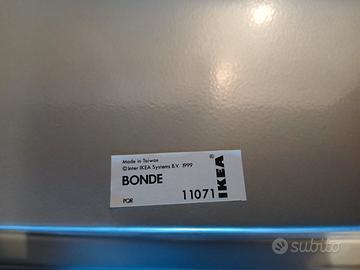 Made in Taiwan
© Inter IKEA Systems B.V. 1999
BONDE
PQR
11071
IKEA®
subito